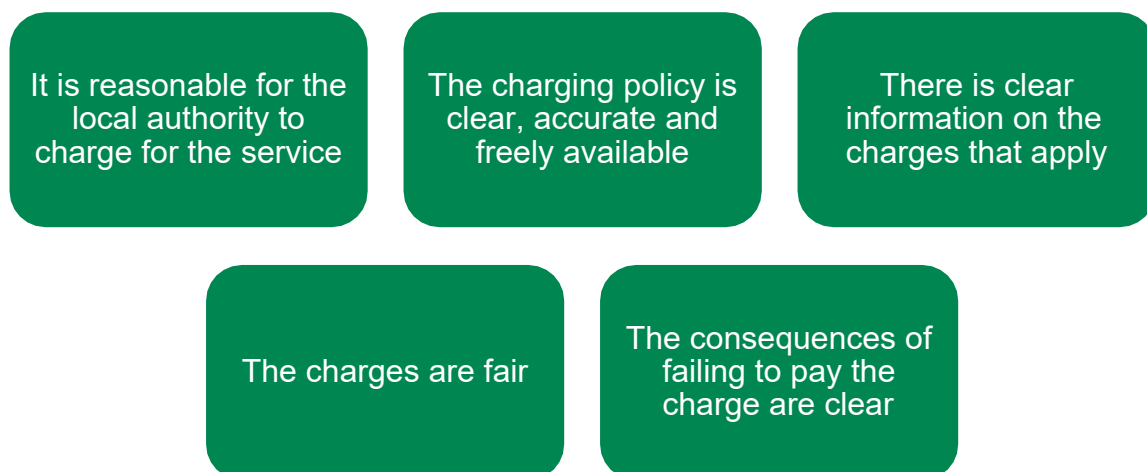 It is reasonable for the
local authority to
charge for the service
The charging policy is
clear, accurate and
freely available
There is clear
information on the
charges that apply
The charges are fair
The consequences of
failing to pay the
charge are clear